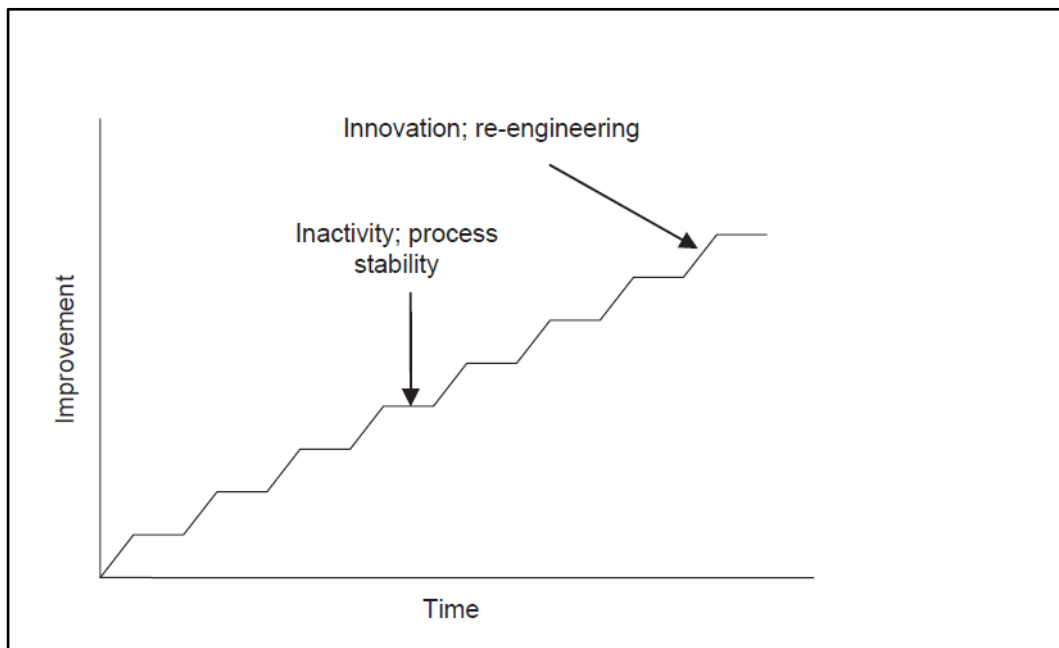 Innovation; re-engineering
Inactivity; process
stability
Improvement
Time